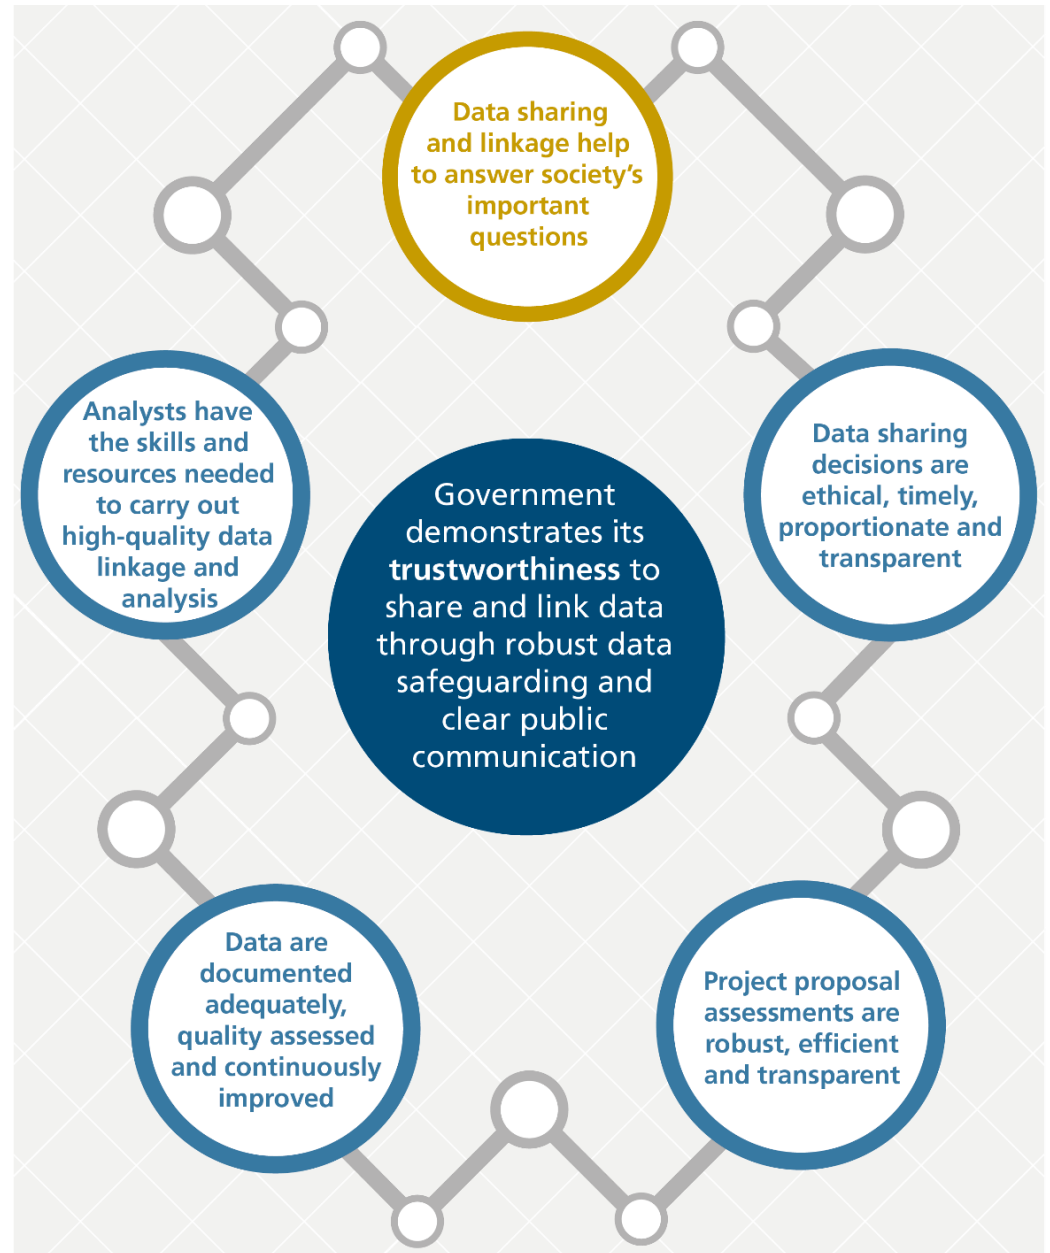 Data sharing
and linkage help
to answer society’s
important
questions
Analysts have
the skills and
resources needed
to carry out
high-quality data
linkage and
analysis
Data sharing
decisions are
ethical, timely,
proportionate and
transparent
Government
demonstrates its
trustworthiness to
share and link data
through robust data
safeguarding and
clear public
communication
Data are
documented
adequately,
quality assessed
and continuously
improved
Project proposal
assessments are
robust, efficient
and transparent